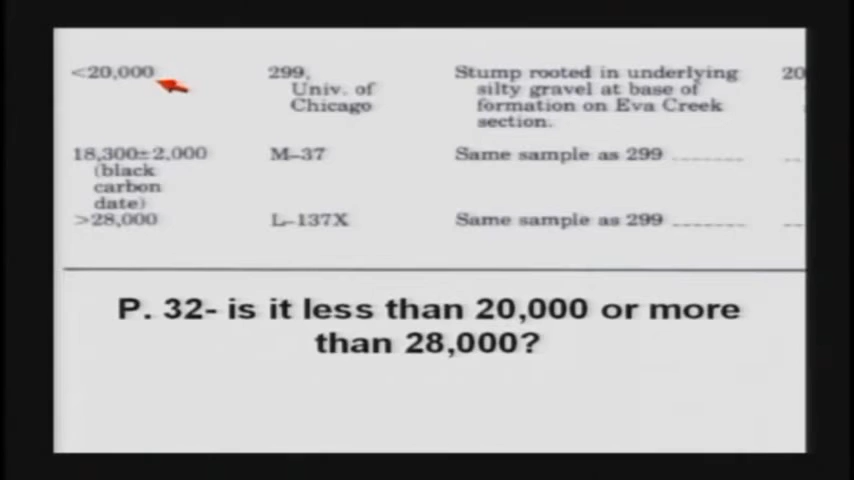 <20,000 299, Stump rooted in underlying 20
Univ. of silty gravel at base of
Chicago formation on Eva Creek
section.
18,300±2,000 M–37 Same sample as 299
(black
carbon
date)
>28,000 L–137X Same sample as 299
P. 32- is it less than 20,000 or more
than 28,000?